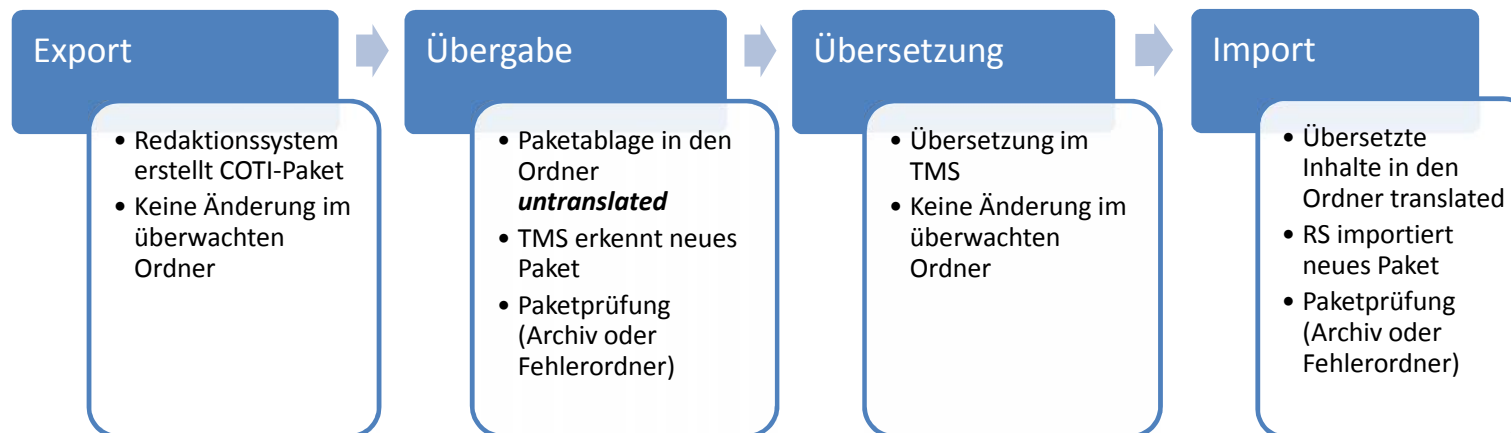 Export
• Redaktionssystem
erstellt COTI-Paket
• Keine Änderung im
überwachten
Ordner
Übergabe
• Paketablage in den
Ordner
untranslated
• TMS erkennt neues
Paket
• Paketprüfung
(Archiv oder
Fehlerordner)
Übersetzung
• Übersetzung im
TMS
• Keine Änderung im
überwachten
Ordner
Import
• Übersetzte
Inhalte in den
Ordner translated
• RS importiert
neues Paket
• Paketprüfung
(Archiv oder
Fehlerordner)